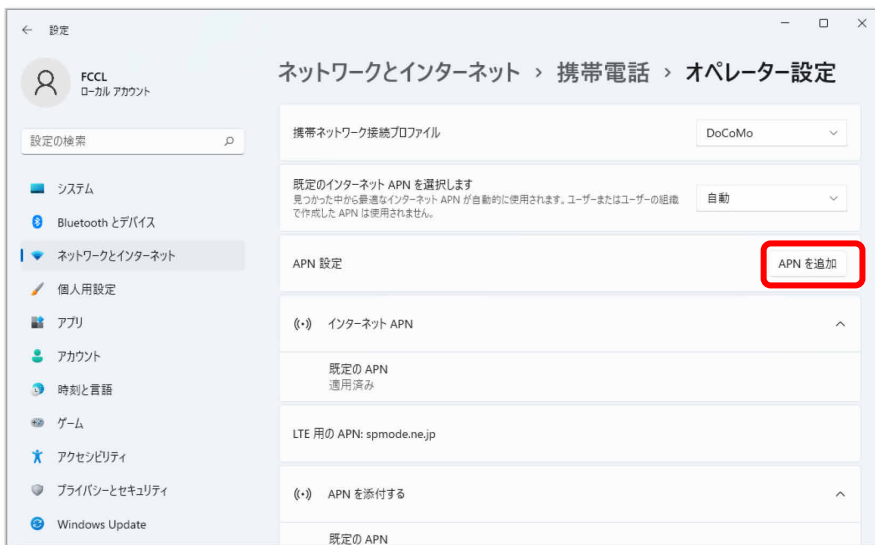 設定
FCCL
ローカル アカウント
設定の検索
システム
Bluetooth とデバイス
ネットワークとインターネット
個人用設定
アプリ
アカウント
時刻と言語
ゲーム
アクセシビリティ
プライバシーとセキュリティ
Windows Update
ネットワークとインターネット › 携帯電話 › オペレーター設定
携帯ネットワーク接続プロファイル
DoCoMo
既定のインターネット APN を選択します
見つかった中から最適なインターネット APN が自動的に使用されます。ユーザーまたはユーザーの組織
で作成した APN は使用されません。
自動
APN 設定
APN を追加
インターネット APN
既定の APN
適用済み
LTE 用の APN: spmode.ne.jp
APN を添付する
既定の APN